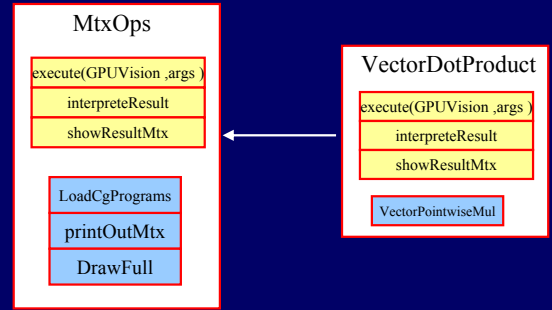 MtxOps
execute(GPUVision ,args )
interpreteResult
showResultMtx
LoadCgPrograms
printOutMtx
DrawFull
VectorDotProduct
execute(GPUVision ,args )
interpreteResult
showResultMtx
VectorPointwiseMul